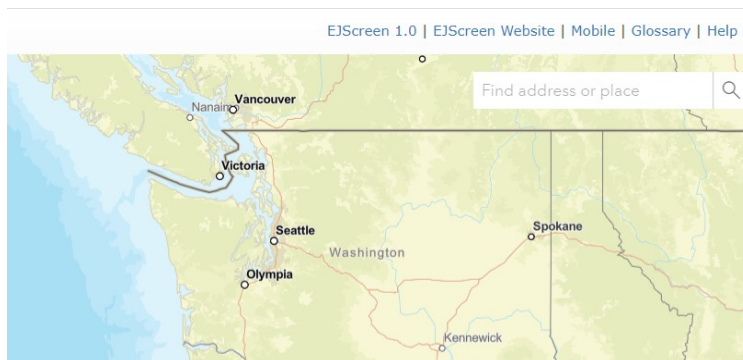 EJScreen 1.0 | EJScreen Website | Mobile | Glossary | Help
Find address or place
Vancouver
Nanaimo
Victoria
Seattle
Spokane
Washington
Olympia
Kennewick